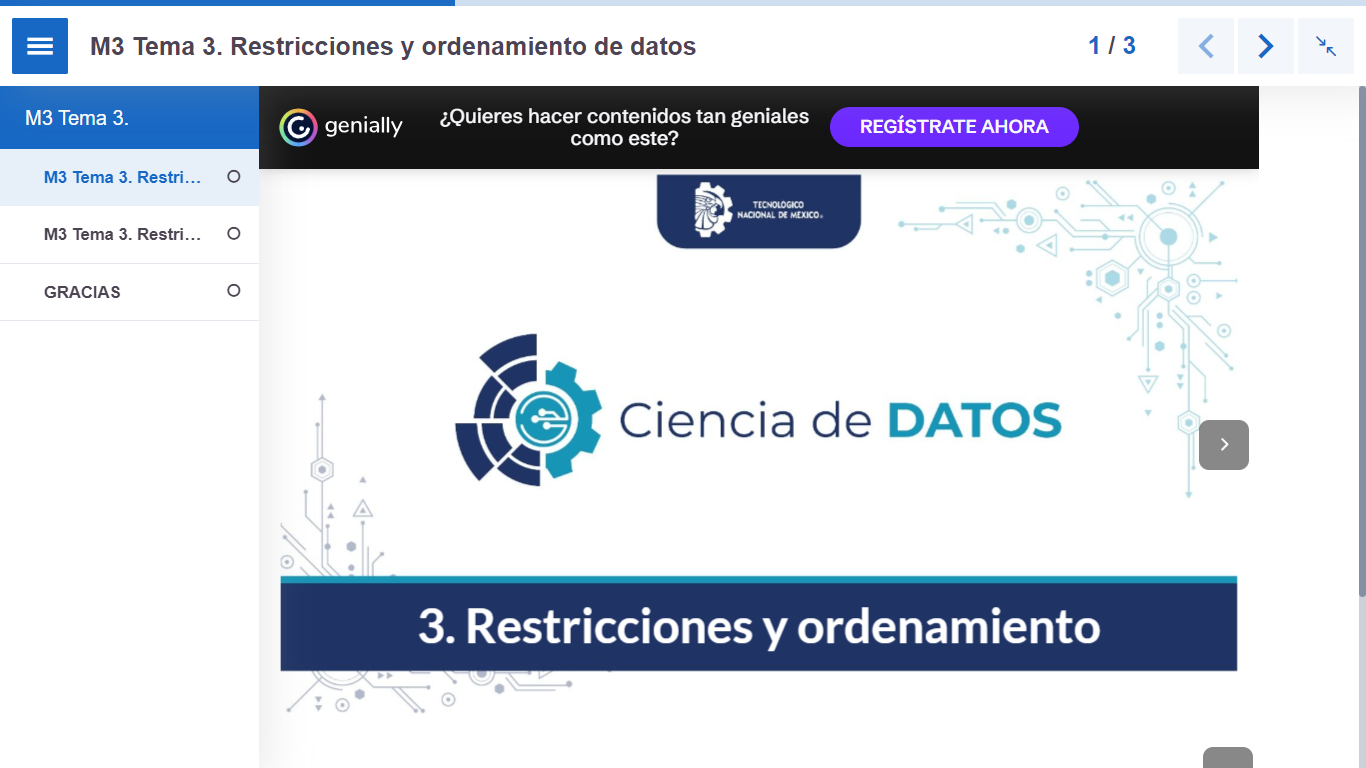 M3 Tema 3. Restricciones y ordenamiento de datos
1 / 3
M3 Tema 3.
M3 Tema 3. Restri...
M3 Tema 3. Restri...
GRACIAS
genially
¿Quieres hacer contenidos tan geniales
como este?
REGÍSTRATE AHORA
TECNOLÓGICO
NACIONAL DE MÉXICO®
Ciencia de DATOS
3. Restricciones y ordenamiento